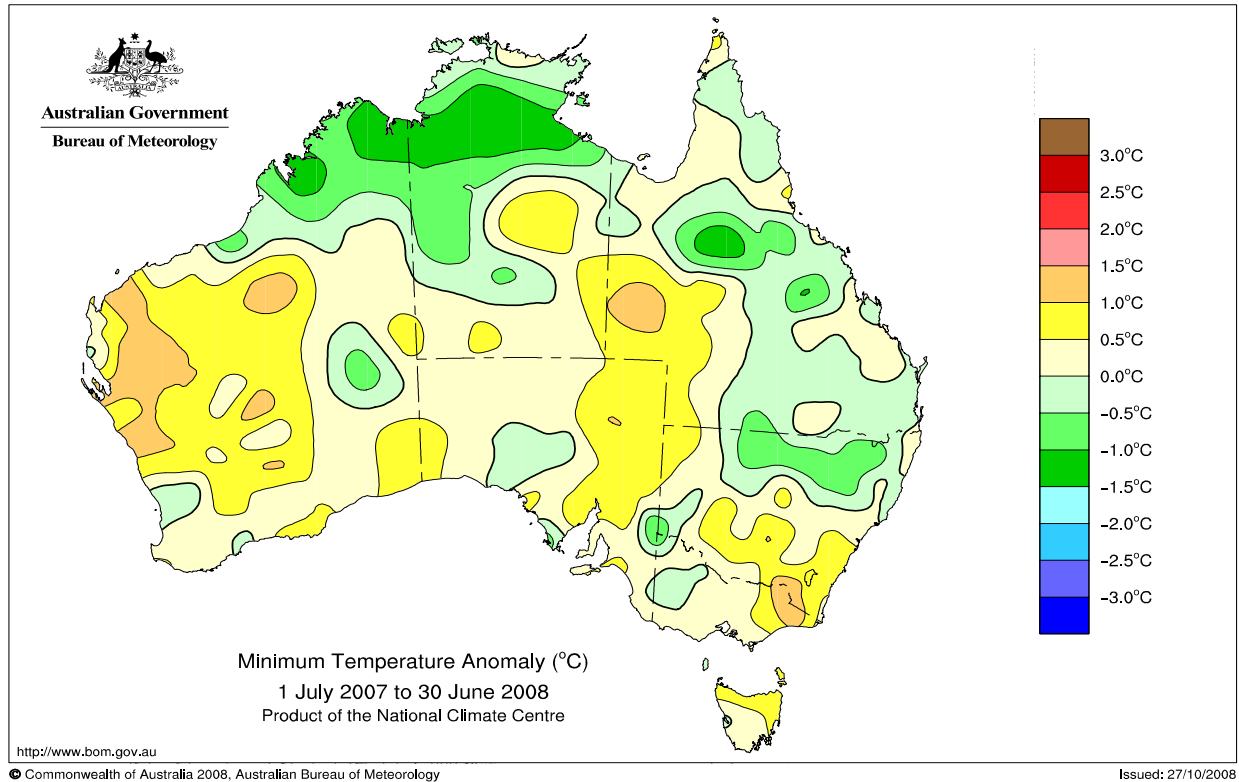 Australian Government
Bureau of Meteorology
3.0°C
2.5°C
2.0°C
1.5°C
1.0°C
0.5°C
0.0°C
-0.5°C
-1.0°C
-1.5°C
-2.0°C
-2.5°C
-3.0°C
Minimum Temperature Anomaly (°C)
1 July 2007 to 30 June 2008
Product of the National Climate Centre
http://www.bom.gov.au
© Commonwealth of Australia 2008, Australian Bureau of Meteorology
Issued: 27/10/2008